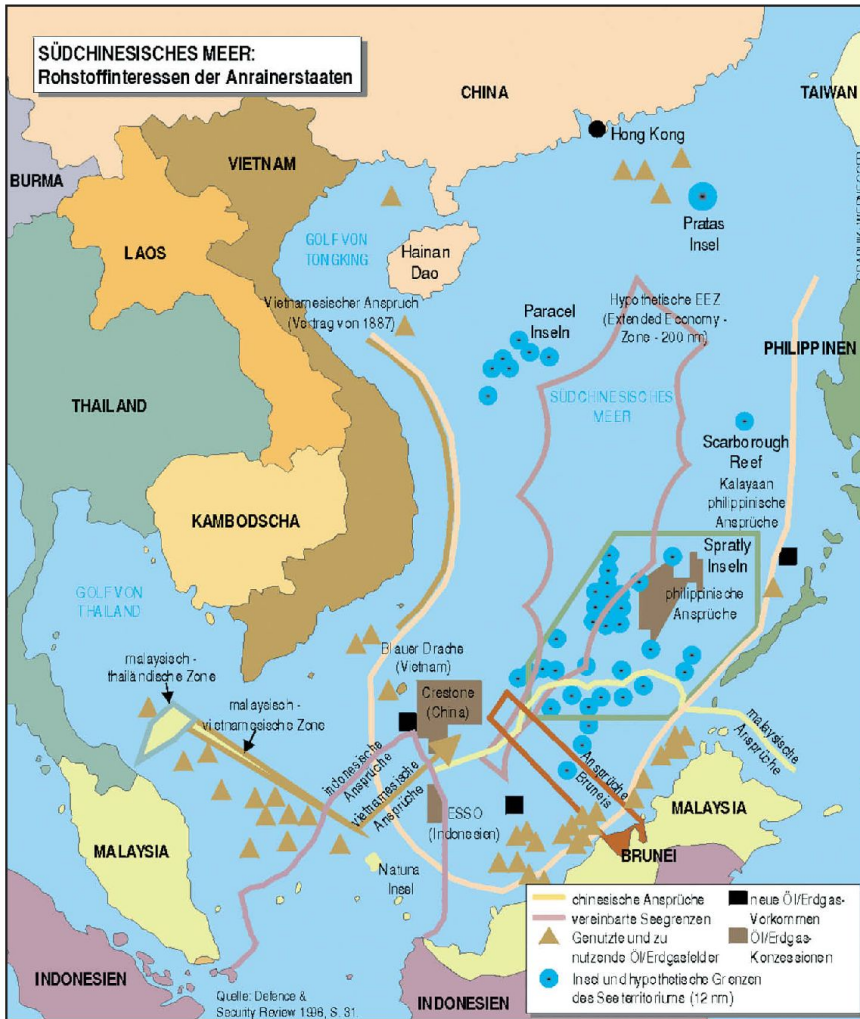 SÜDCHINESISCHES MEER:
Rohstoffinteressen der Anrainerstaaten
CHINA
TAIWAN
Hong Kong
VIETNAM
BURMA
LAOS
Pratas
Insel
GOLF VON
TONGKING
Hainan
Dao
Vietnamesischer Anspruch
(Vertrag von 1887)
Paracel
Inseln
Hypothetische EEZ
(Extended Economy -
Zone - 200 nm)
PHILIPPINEN
THAILAND
SÜDCHINESISCHES
MEER
Scarborough
Reef
Kalayaan
philippinische
Ansprüche
KAMBODSCHA
Spratly
Inseln
philippinische
Ansprüche
GOLF VON
THAILAND
malaysisch -
thailändische Zone
malaysisch -
vietnamesische Zone
Blauer Drache
(Vietnam)
Crestone
(China)
indonesische
Ansprüche
vietnamesische
Ansprüche
Ansprüche
Bruneis
malaysische
Ansprüche
ESSO
(Indonesien)
MALAYSIA
MALAYSIA
BRUNEI
Natuna
Insel
INDONESIEN
INDONESIEN
Quelle: Defence &
Security Review 1996, S. 31.
chinesische Ansprüche
vereinbarte Seegrenzen
Genutzte und zu
nutzende Öl/Erdgasfelder
Insel und hypothetische Grenzen
des Seeterritoriums (12 nm)
neue Öl/Erdgas-
Vorkommen
Öl/Erdgas-
Konzessionen